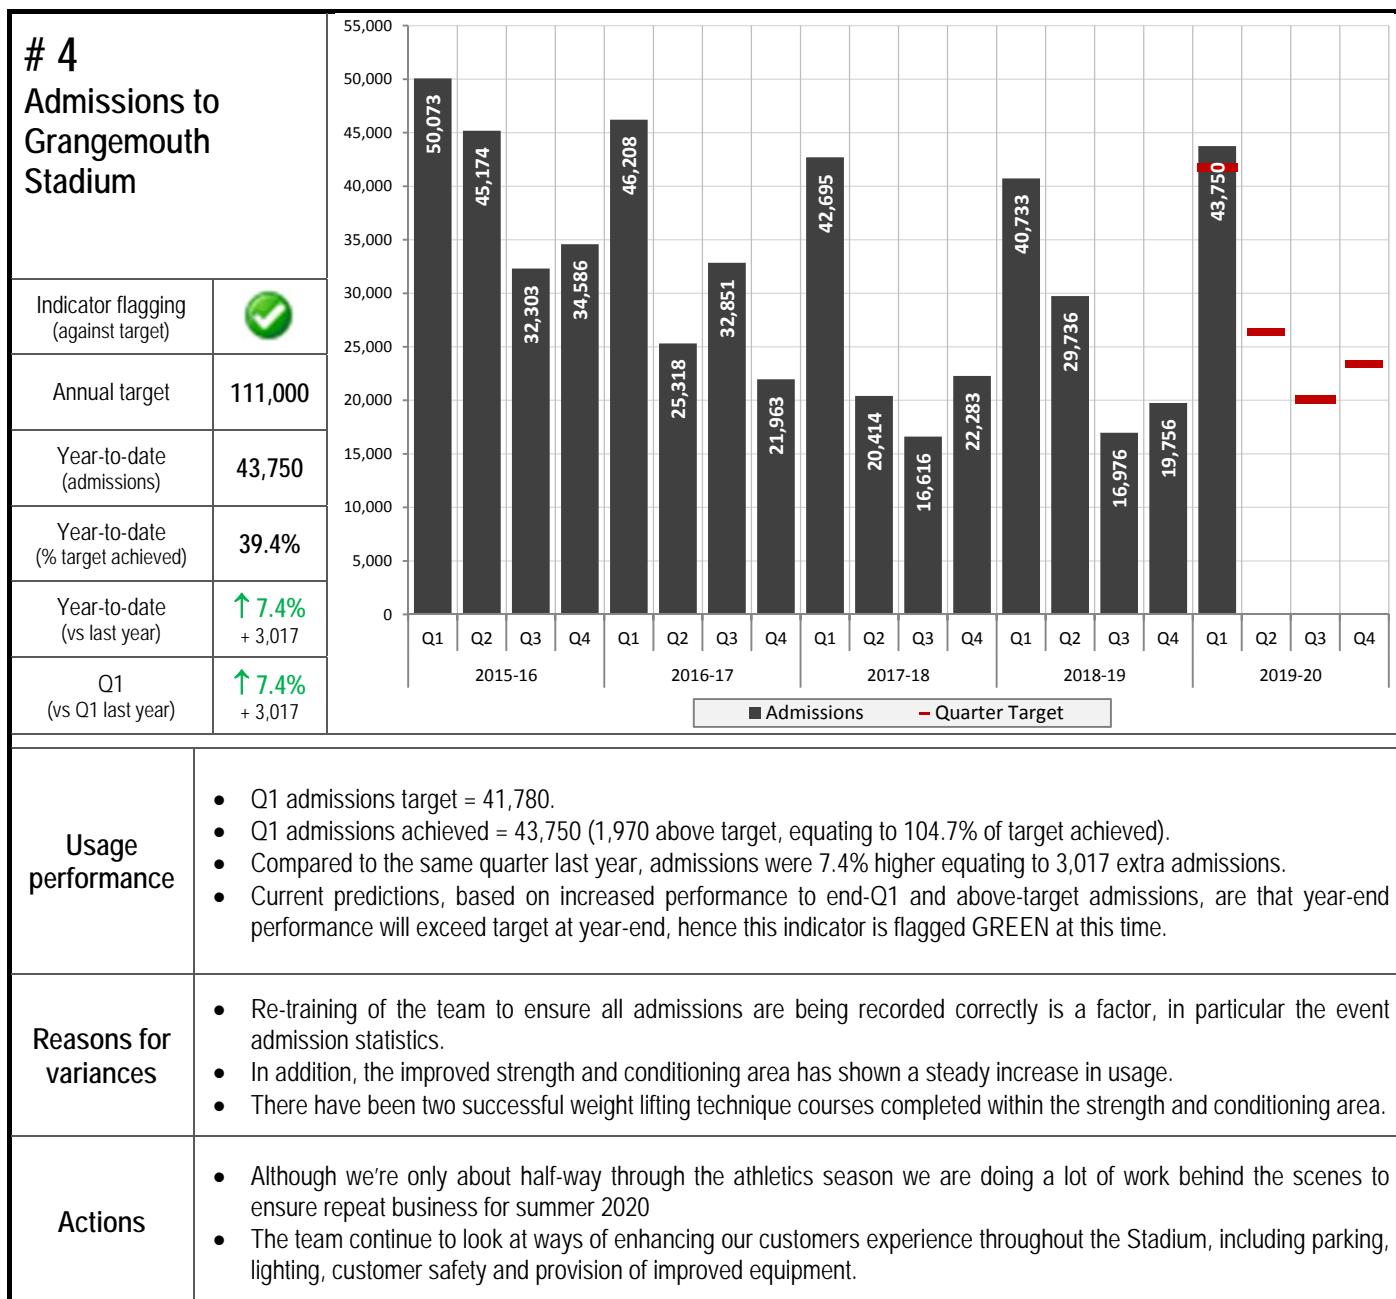 # 4
Admissions to
Grangemouth
Stadium
Indicator flagging
(against target)
Annual target
111,000
Year-to-date
(admissions)
43,750
Year-to-date
(% target achieved)
39.4%
Year-to-date
(vs last year)
↑ 7.4%
+ 3,017
Q1
(vs Q1 last year)
↑ 7.4%
+ 3,017
55,000
50,000
45,000
40,000
35,000
30,000
25,000
20,000
15,000
10,000
5,000
0
50,073
45,174
32,303
34,586
46,208
25,318
32,851
21,963
42,695
20,414
16,616
22,283
40,733
29,736
16,976
19,756
43,750
Q1 Q2 Q3 Q4 Q1 Q2 Q3 Q4 Q1 Q2 Q3 Q4 Q1 Q2 Q3 Q4 Q1 Q2 Q3 Q4
2015-16 2016-17 2017-18 2018-19 2019-20
Admissions Quarter Target
Usage
performance
• Q1 admissions target = 41,780.
• Q1 admissions achieved = 43,750 (1,970 above target, equating to 104.7% of target achieved).
• Compared to the same quarter last year, admissions were 7.4% higher equating to 3,017 extra admissions.
• Current predictions, based on increased performance to end-Q1 and above-target admissions, are that year-end
performance will exceed target at year-end, hence this indicator is flagged GREEN at this time.
Reasons for
variances
• Re-training of the team to ensure all admissions are being recorded correctly is a factor, in particular the event
admission statistics.
• In addition, the improved strength and conditioning area has shown a steady increase in usage.
• There have been two successful weight lifting technique courses completed within the strength and conditioning area.
Actions
• Although we're only about half-way through the athletics season we are doing a lot of work behind the scenes to
ensure repeat business for summer 2020
• The team continue to look at ways of enhancing our customers experience throughout the Stadium, including parking,
lighting, customer safety and provision of improved equipment.